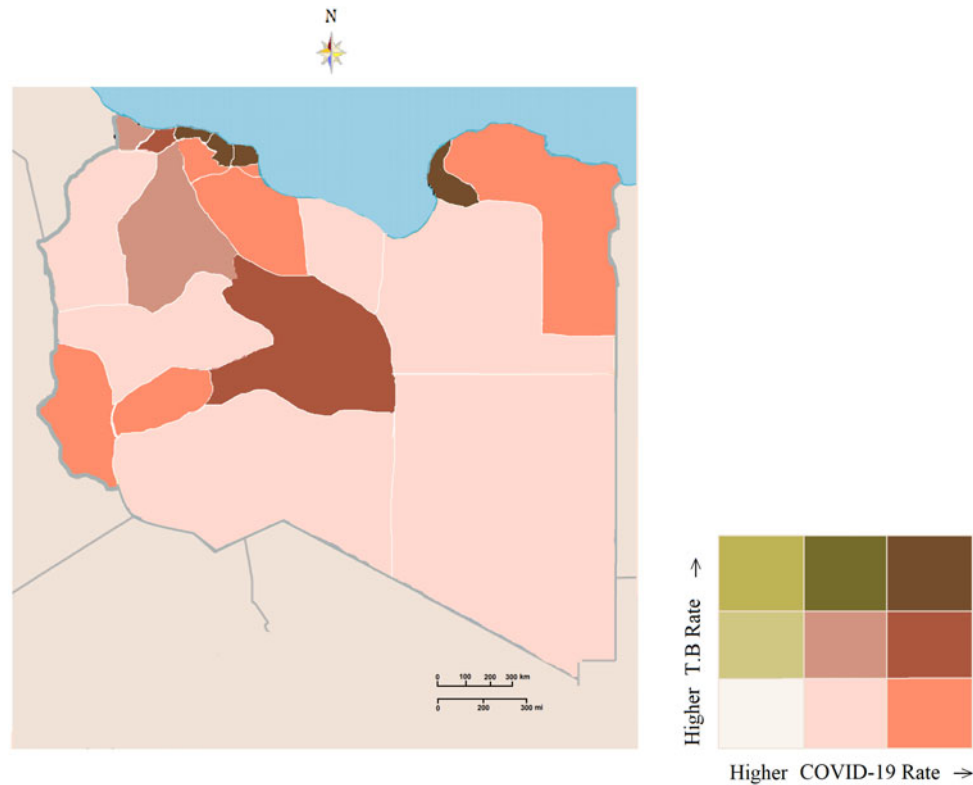 N
0 100 200 300 km
0 200 300 mi
Higher T.B Rate →
Higher COVID-19 Rate →